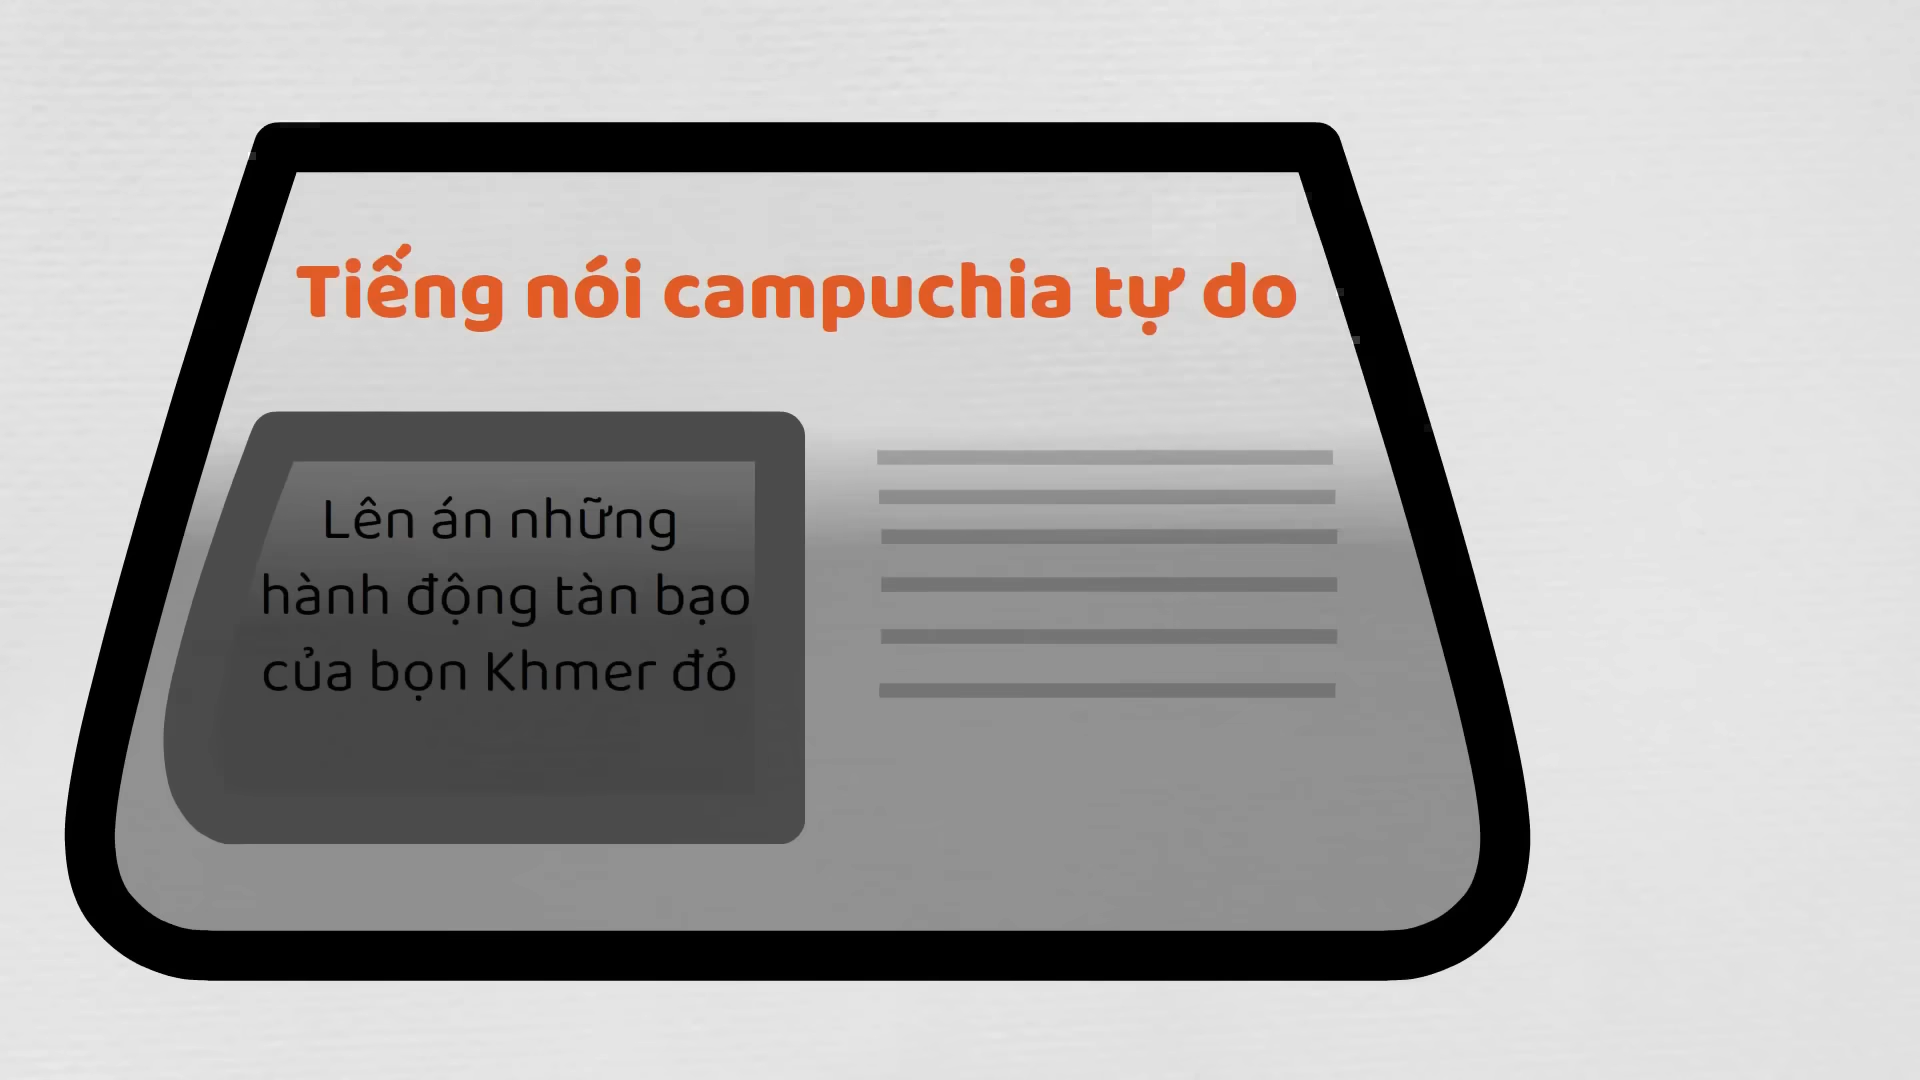 Tiếng nói campuchia tự do
Lên án những
hành động tàn bạo
của bọn Khmer đỏ